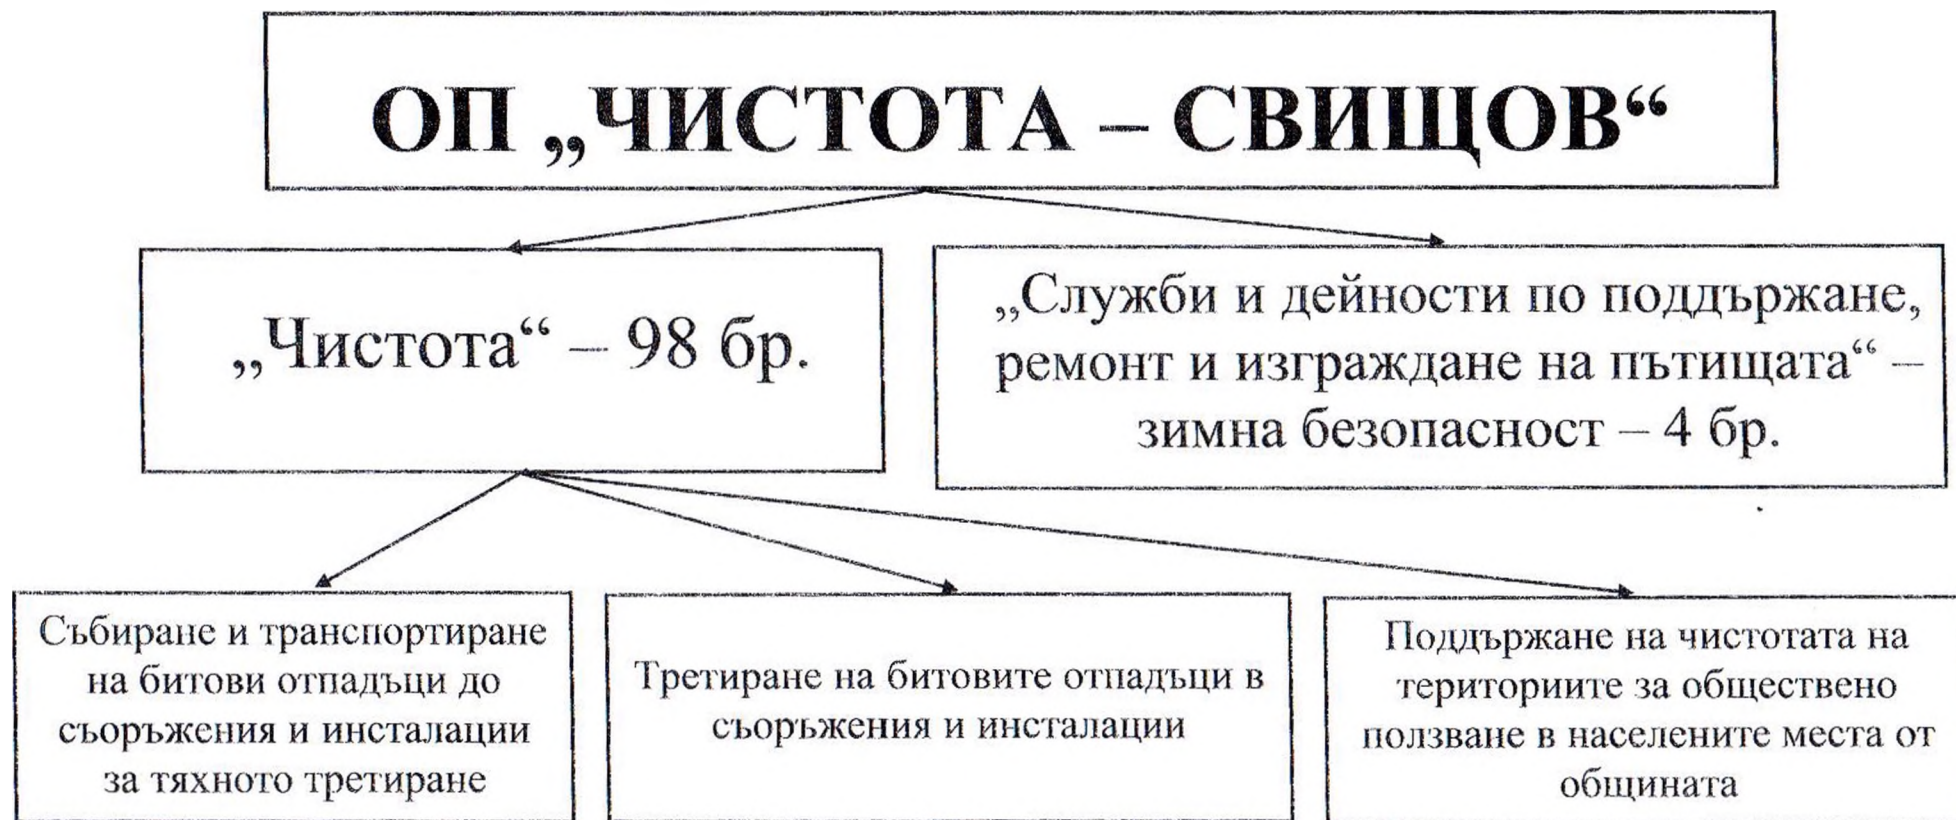 ОП „ЧИСТОТА – СВИЩОВ“
„Чистота“ – 98 бр.
„Служби и дейности по поддържане,
ремонт и изграждане на пътищата“ –
зимна безопасност – 4 бр.
Събиране и транспортиране
на битови отпадъци до
съоръжения и инсталации
за тяхното третиране
Третиране на битовите отпадъци в
съоръжения и инсталации
Поддържане на чистотата на
териториите за обществено
ползване в населените места от
общината